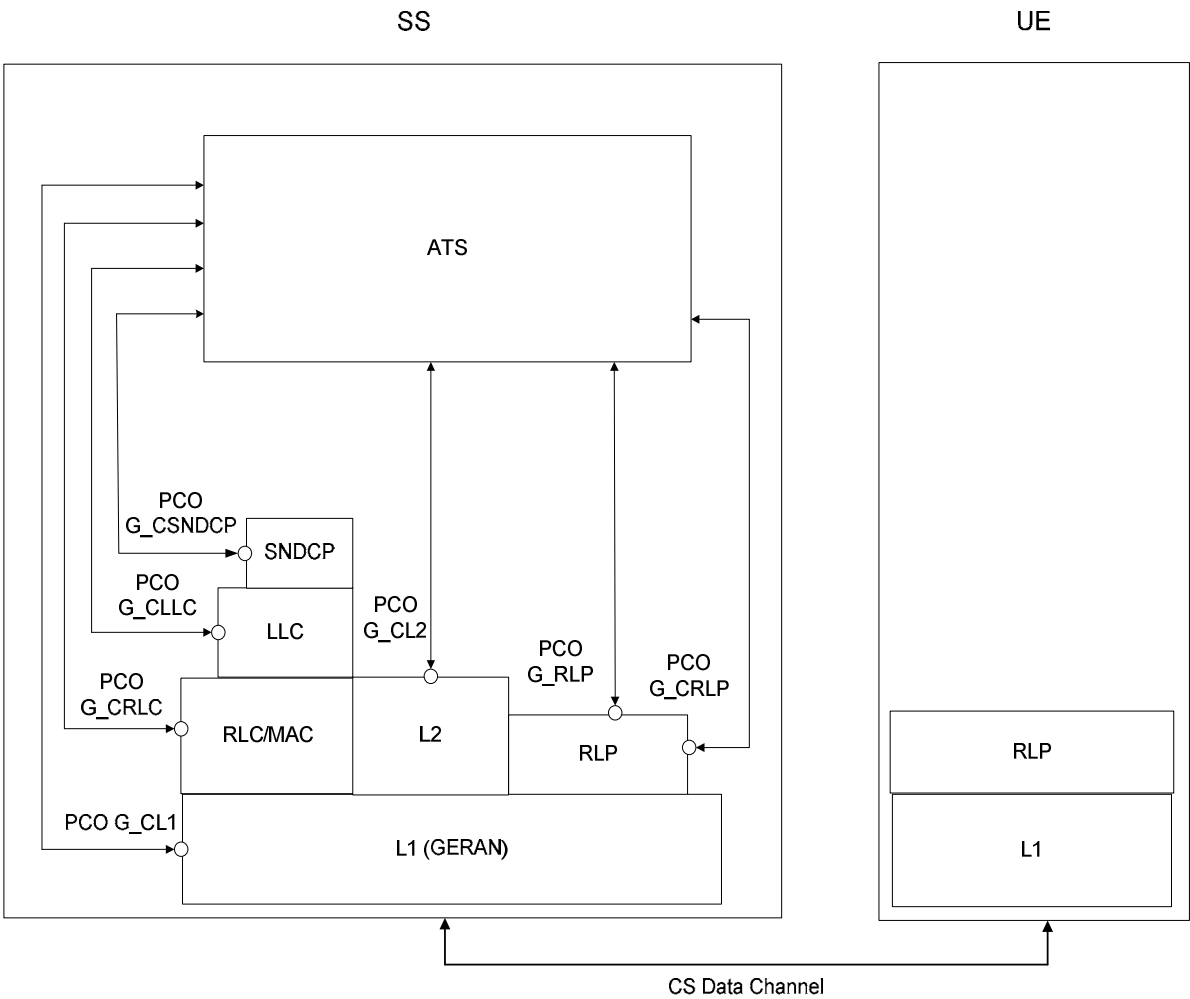 SS
UE
ATS
PCO
G_CSNDCP
SNDCP
PCO
G_CLLC
LLC
PCO
G_CL2
PCO
G_RLP
PCO
G_CRLP
PCO
G_CRLC
RLC/MAC
L2
RLP
RLP
PCO G_CL1
L1 (GERAN)
L1
CS Data Channel